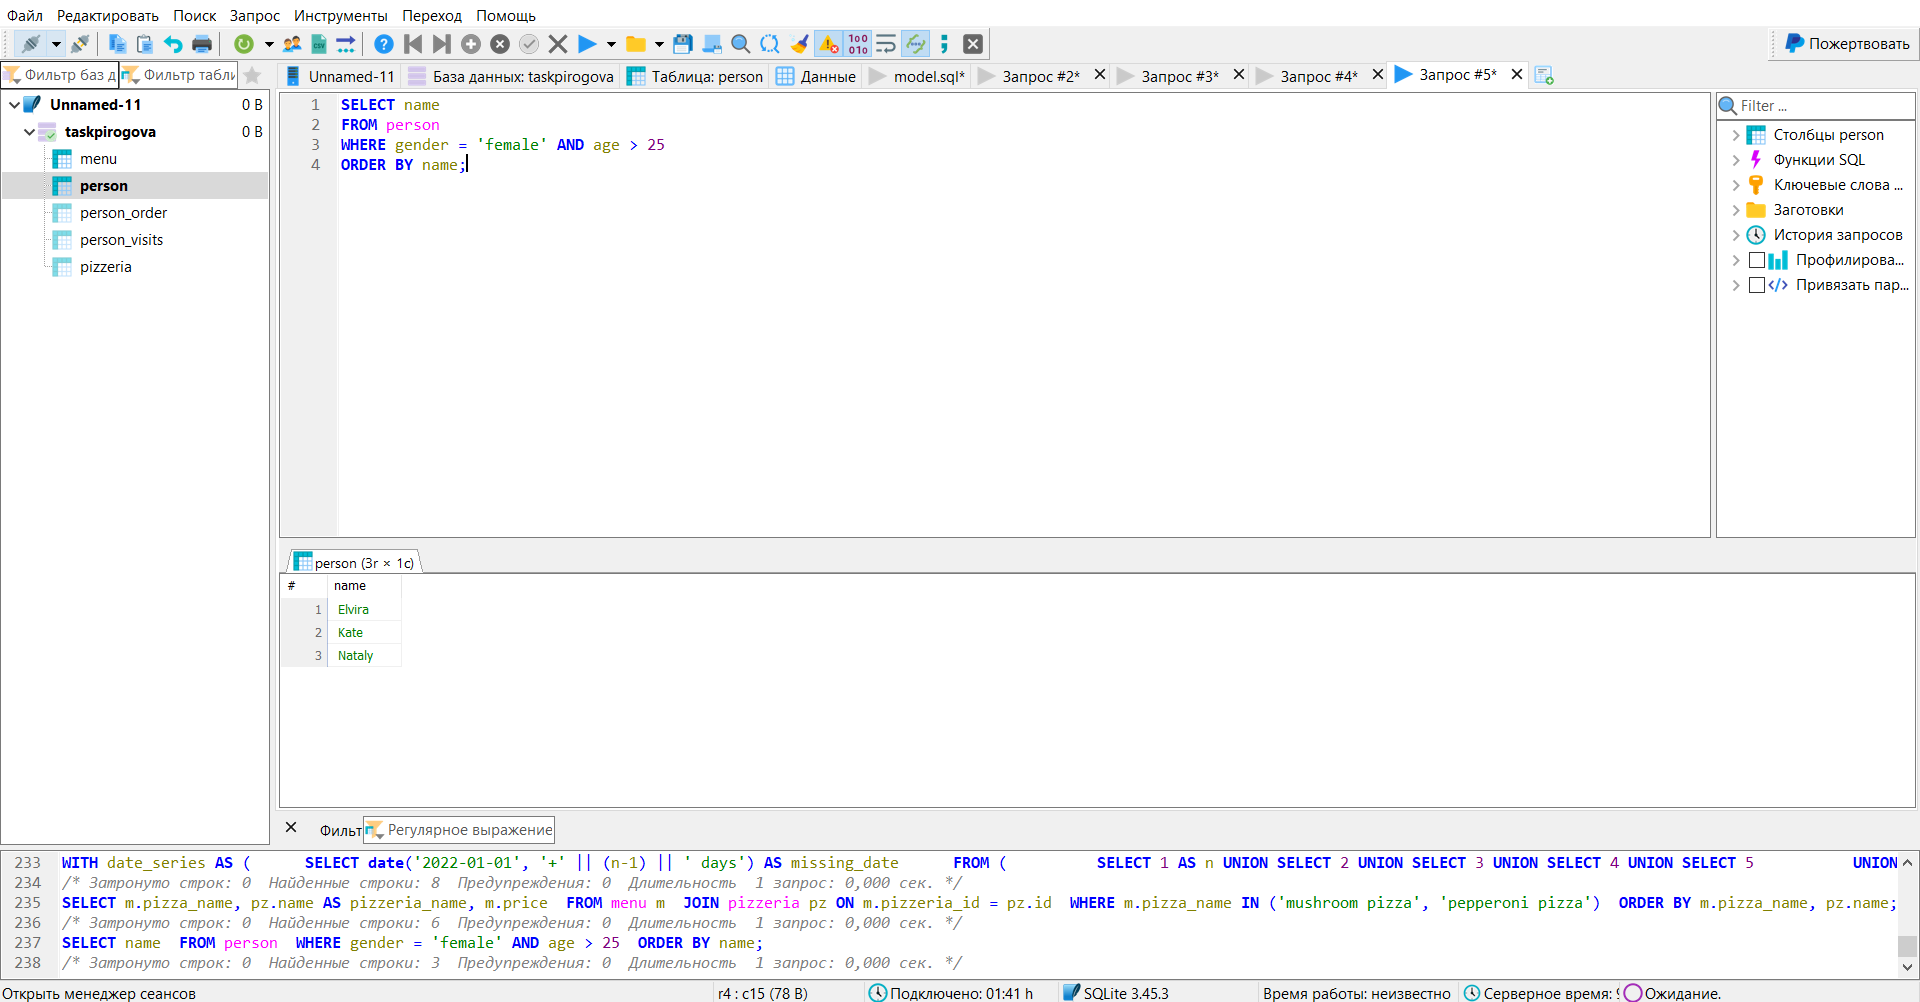 Файл Редактировать Поиск Запрос Инструменты Переход Помощь
Пожертвовать
Фильтр баз д Фильтр табли
Unnamed-11 База данных: taskpirogova Таблица: person Данные model.sql* Запрос #2* Запрос #3* Запрос #4* Запрос #5*
Unnamed-11 0 B
taskpirogova 0 B
menu
person
person_order
person_visits
pizzeria
1 SELECT name
2 FROM person
3 WHERE gender = 'female' AND age > 25
4 ORDER BY name;
Filter ...
Столбцы person
Функции SQL
Ключевые слова ...
Заготовки
История запросов
Профилирова...
Привязать пар...
person (3r × 1c)
# name
1 Elvira
2 Kate
3 Nataly
Фильт Регулярное выражение
233 WITH date_series AS ( SELECT date('2022-01-01', '+' || (n-1) || ' days') AS missing_date FROM ( SELECT 1 AS n UNION SELECT 2 UNION SELECT 3 UNION SELECT 4 UNION SELECT 5 UNION
234 /* Затронуто строк: 0 Найденные строки: 8 Предупреждения: 0 Длительность 1 запрос: 0,000 сек. */
235 SELECT m.pizza_name, pz.name AS pizzeria_name, m.price FROM menu m JOIN pizzeria pz ON m.pizzeria_id = pz.id WHERE m.pizza_name IN ('mushroom pizza', 'pepperoni pizza') ORDER BY m.pizza_name, pz.name;
236 /* Затронуто строк: 0 Найденные строки: 6 Предупреждения: 0 Длительность 1 запрос: 0,000 сек. */
237 SELECT name FROM person WHERE gender = 'female' AND age > 25 ORDER BY name;
238 /* Затронуто строк: 0 Найденные строки: 3 Предупреждения: 0 Длительность 1 запрос: 0,000 сек. */
Открыть менеджер сеансов r4 : c15 (78 B) Подключено: 01:41 h SQLite 3.45.3 Время работы: неизвестно Серверное время: Ожидание.